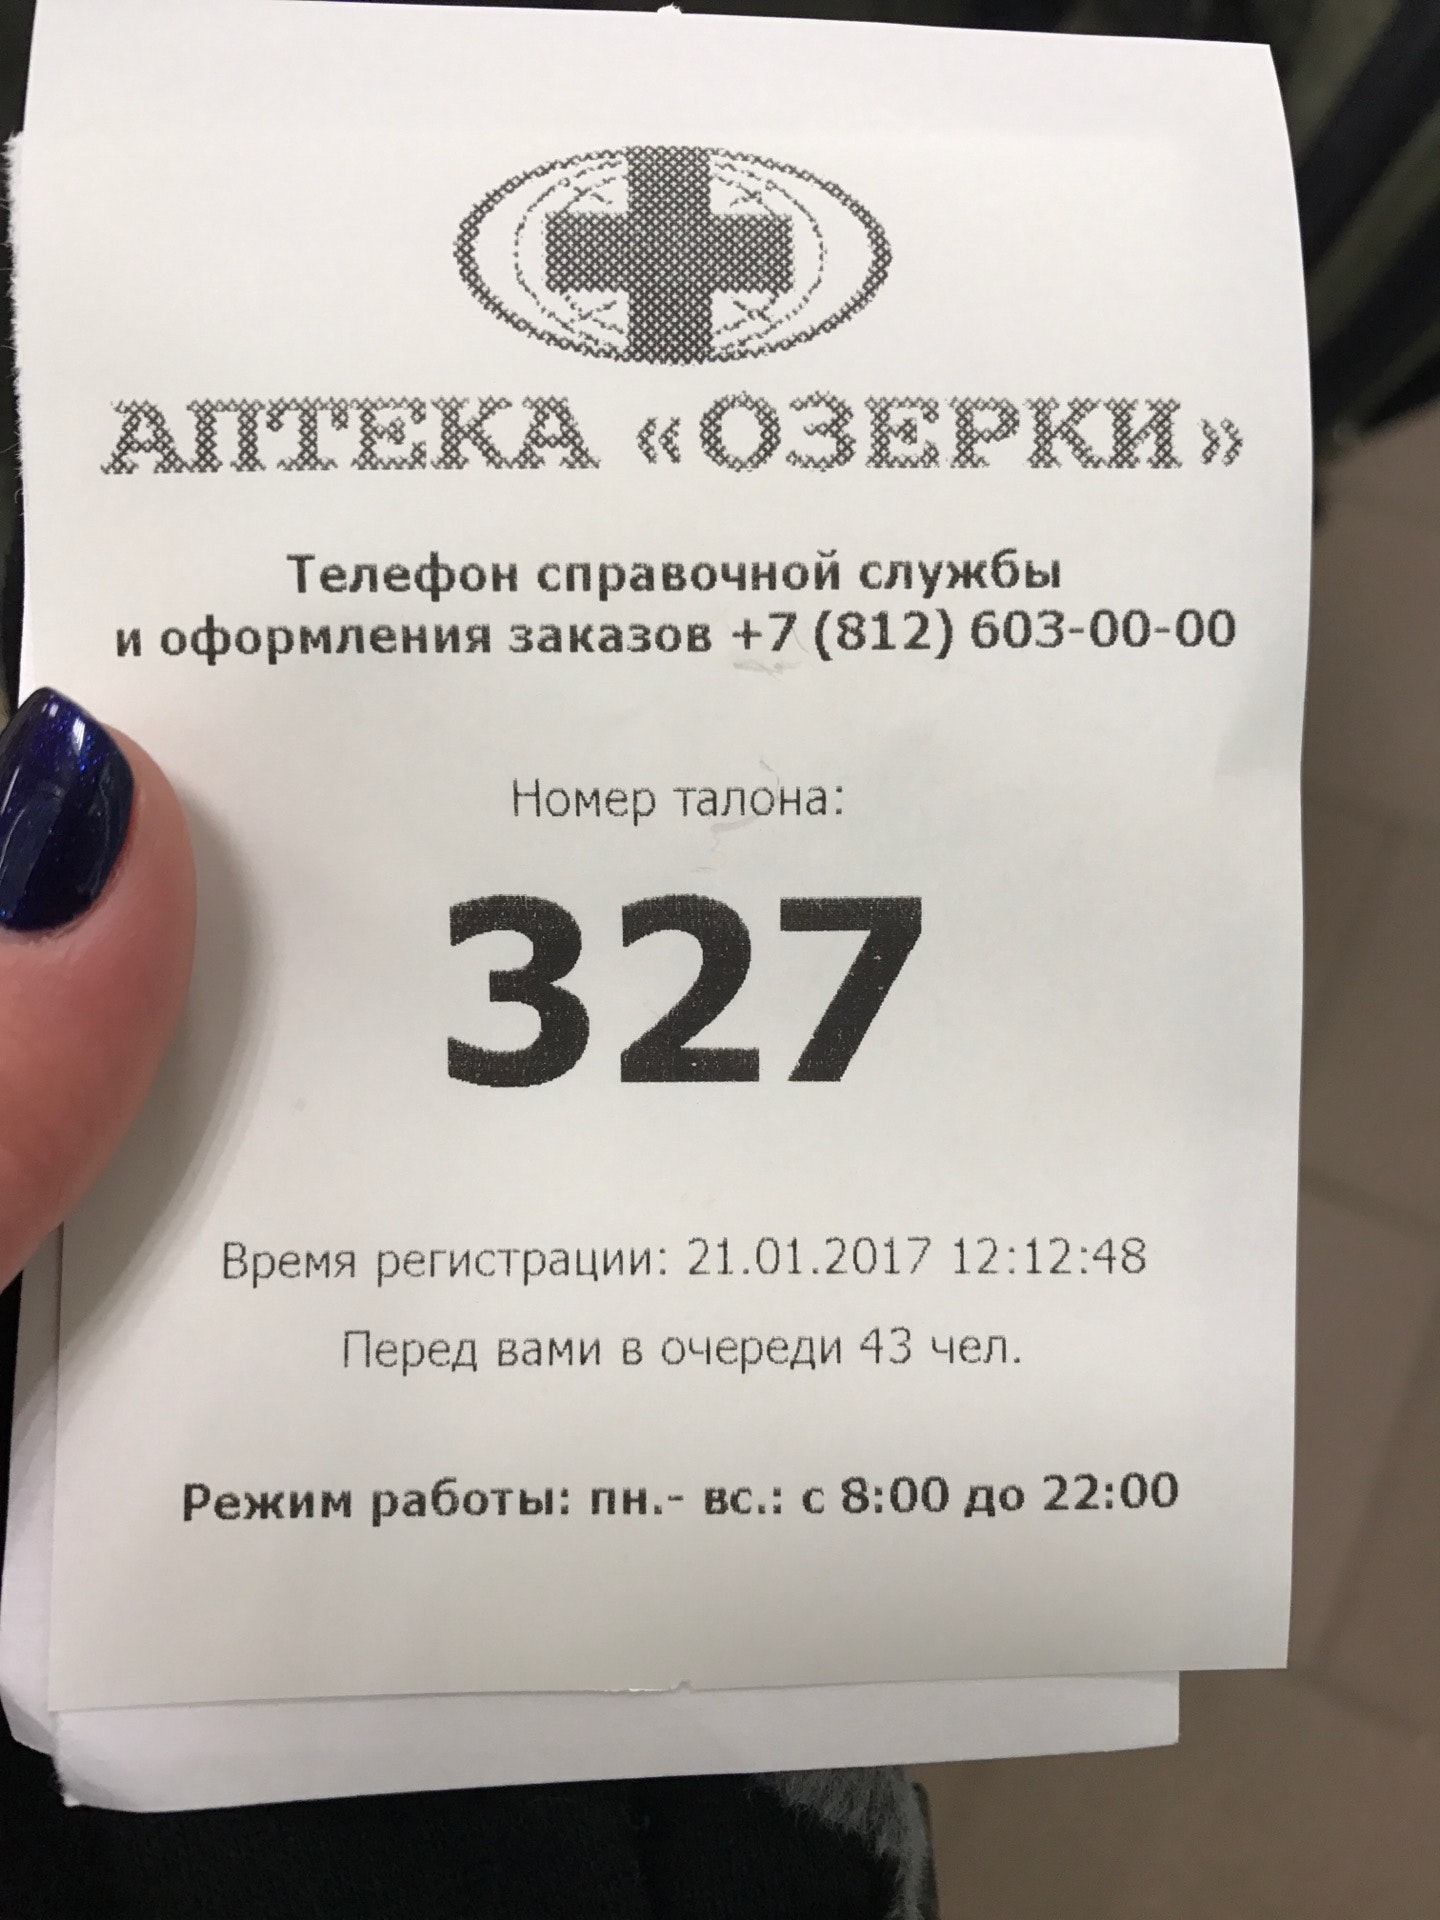 АПТЕКА «ОЗЕРКИ»
Телефон справочной службы
и оформления заказов +7 (812) 603-00-00
Номер талона:
327
Время регистрации: 21.01.2017 12:12:48
Перед вами в очереди 43 чел.
Режим работы: пн.- вс.: с 8:00 до 22:00